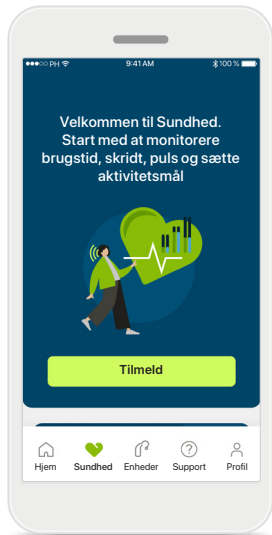 PH 9:41 AM 100 %
Velkommen til Sundhed.
Start med at monitorere
brugstid, skridt, puls og sætte
aktivitetsmål
Tilmeld
Hjem Sundhed Enheder Support Profil